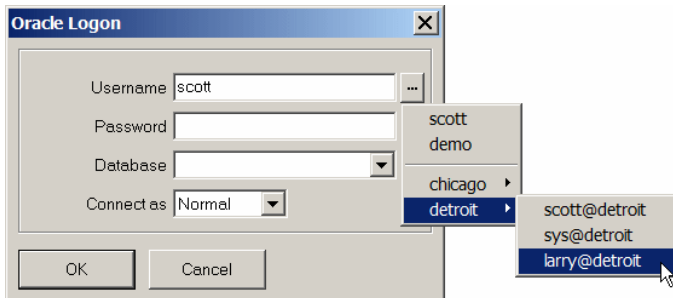 Oracle Logon
Username scott ...
Password
Database
Connect as Normal
OK Cancel
scott
demo
chicago
detroit
scott@detroit
sys@detroit
larry@detroit